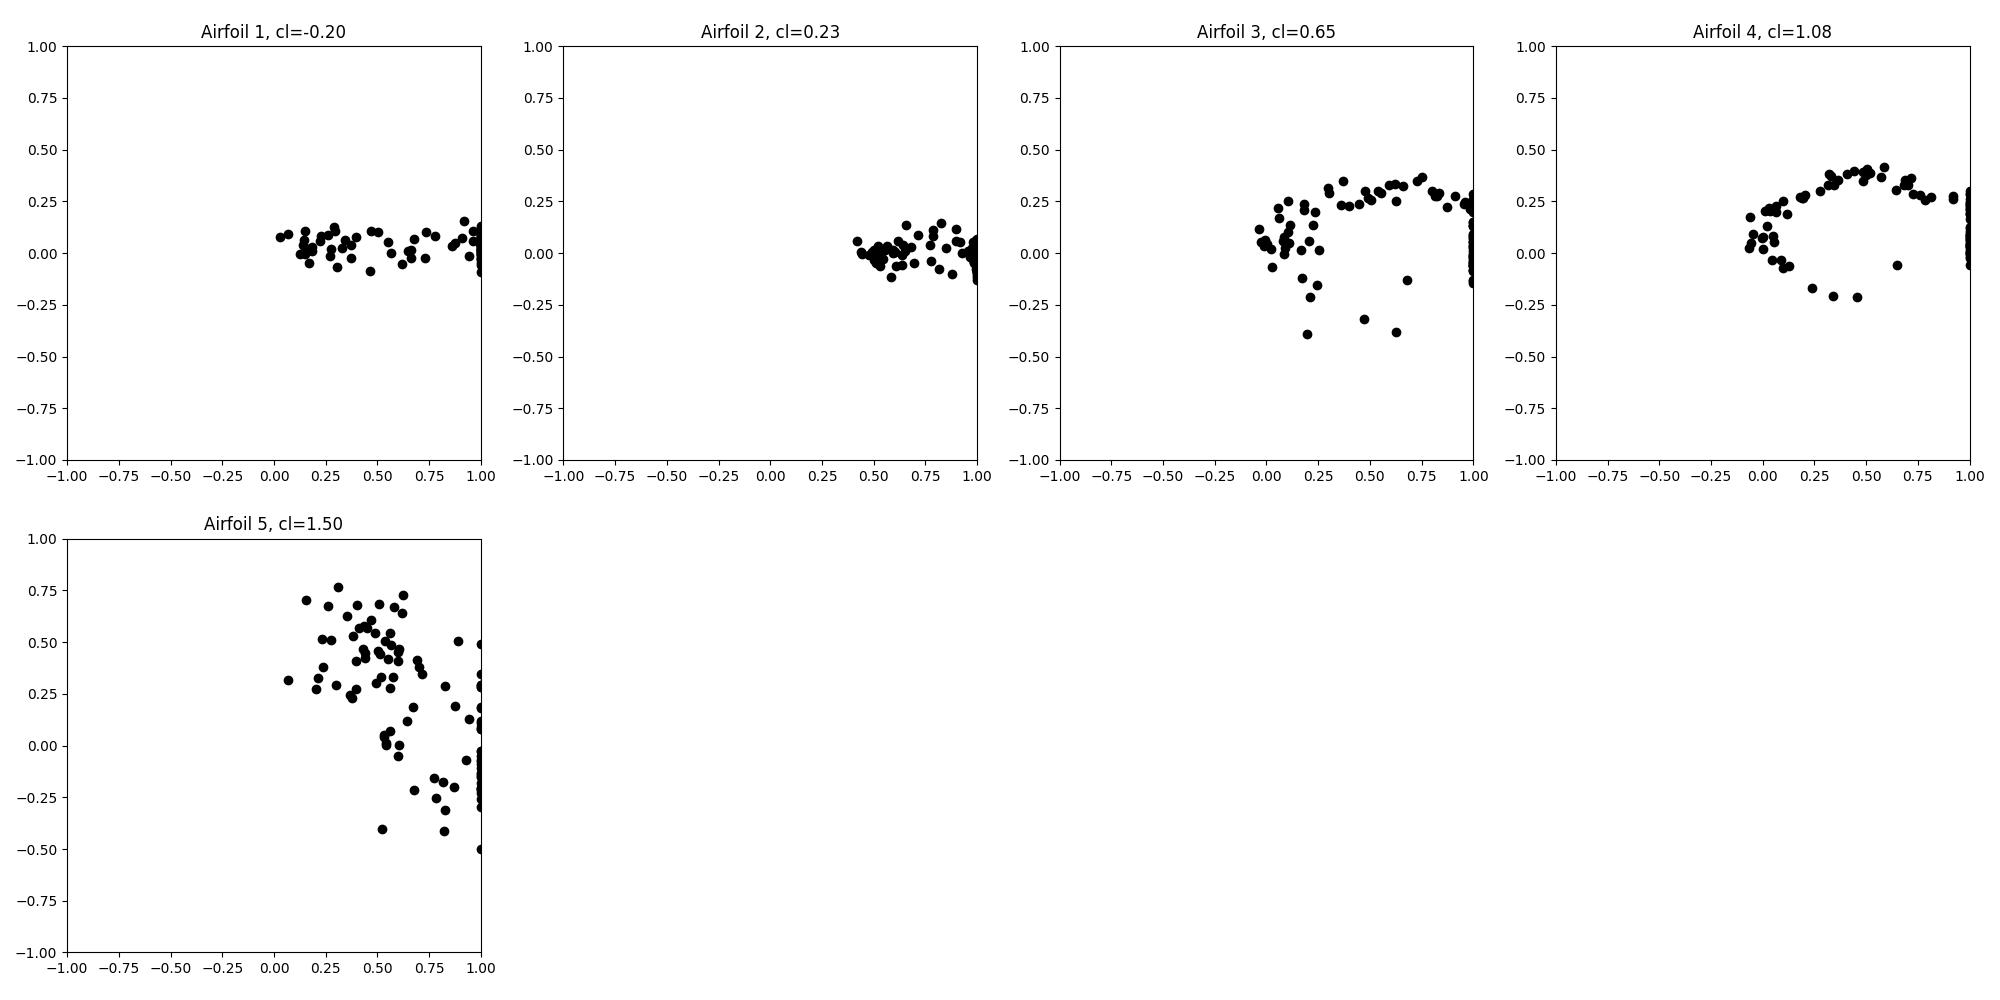 Airfoil 1, cl=-0.20
Airfoil 2, cl=0.23
Airfoil 3, cl=0.65
Airfoil 4, cl=1.08
1.00 1.00 1.00 1.00
0.75 0.75 0.75 0.75
0.50 0.50 0.50 0.50
0.25 0.25 0.25 0.25
0.00 0.00 0.00 0.00
−0.25 −0.25 −0.25 −0.25
−0.50 −0.50 −0.50 −0.50
−0.75 −0.75 −0.75 −0.75
−1.00 −1.00 −1.00 −1.00
−1.00 −0.75 −0.50 −0.25 0.00 0.25 0.50 0.75 1.00
−1.00 −0.75 −0.50 −0.25 0.00 0.25 0.50 0.75 1.00
−1.00 −0.75 −0.50 −0.25 0.00 0.25 0.50 0.75 1.00
−1.00 −0.75 −0.50 −0.25 0.00 0.25 0.50 0.75 1.00
Airfoil 5, cl=1.50
1.00
0.75
0.50
0.25
0.00
−0.25
−0.50
−0.75
−1.00
−1.00 −0.75 −0.50 −0.25 0.00 0.25 0.50 0.75 1.00